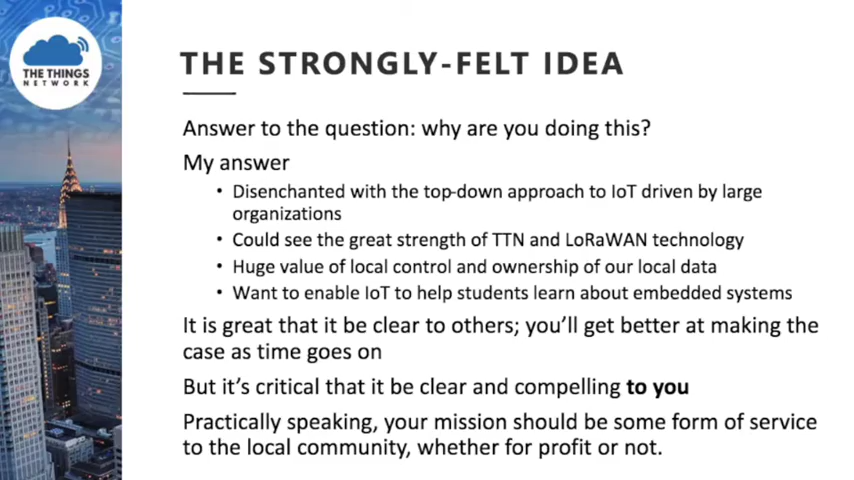 THE THINGS
NETWORK
THE STRONGLY-FELT IDEA
Answer to the question: why are you doing this?
My answer
• Disenchanted with the top-down approach to IoT driven by large
organizations
• Could see the great strength of TTN and LoRaWAN technology
• Huge value of local control and ownership of our local data
• Want to enable IoT to help students learn about embedded systems
It is great that it be clear to others; you’ll get better at making the
case as time goes on
But it’s critical that it be clear and compelling to you
Practically speaking, your mission should be some form of service
to the local community, whether for profit or not.